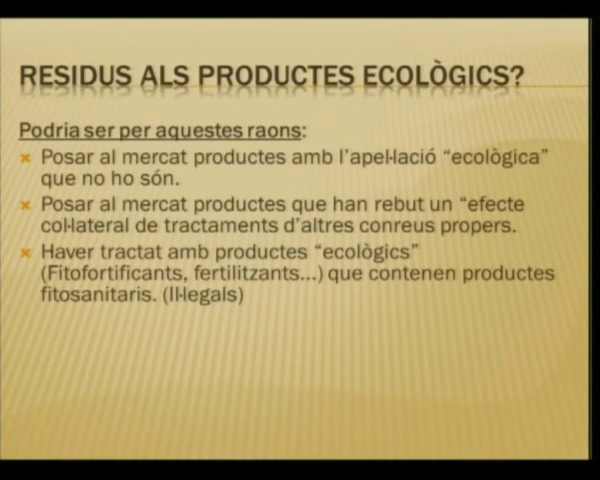 RESIDUS ALS PRODUCTES ECOLÒGICS?
Podria ser per aquestes raons:
Posar al mercat productes amb l'apel·lació "ecològica"
que no ho són.
Posar al mercat productes que han rebut un "efecte
col·lateral de tractaments d'altres conreus propers.
Haver tractat amb productes "ecològics"
(Fitofortificants, fertilitzants...) que contenen productes
fitosanitaris. (Il·legals)